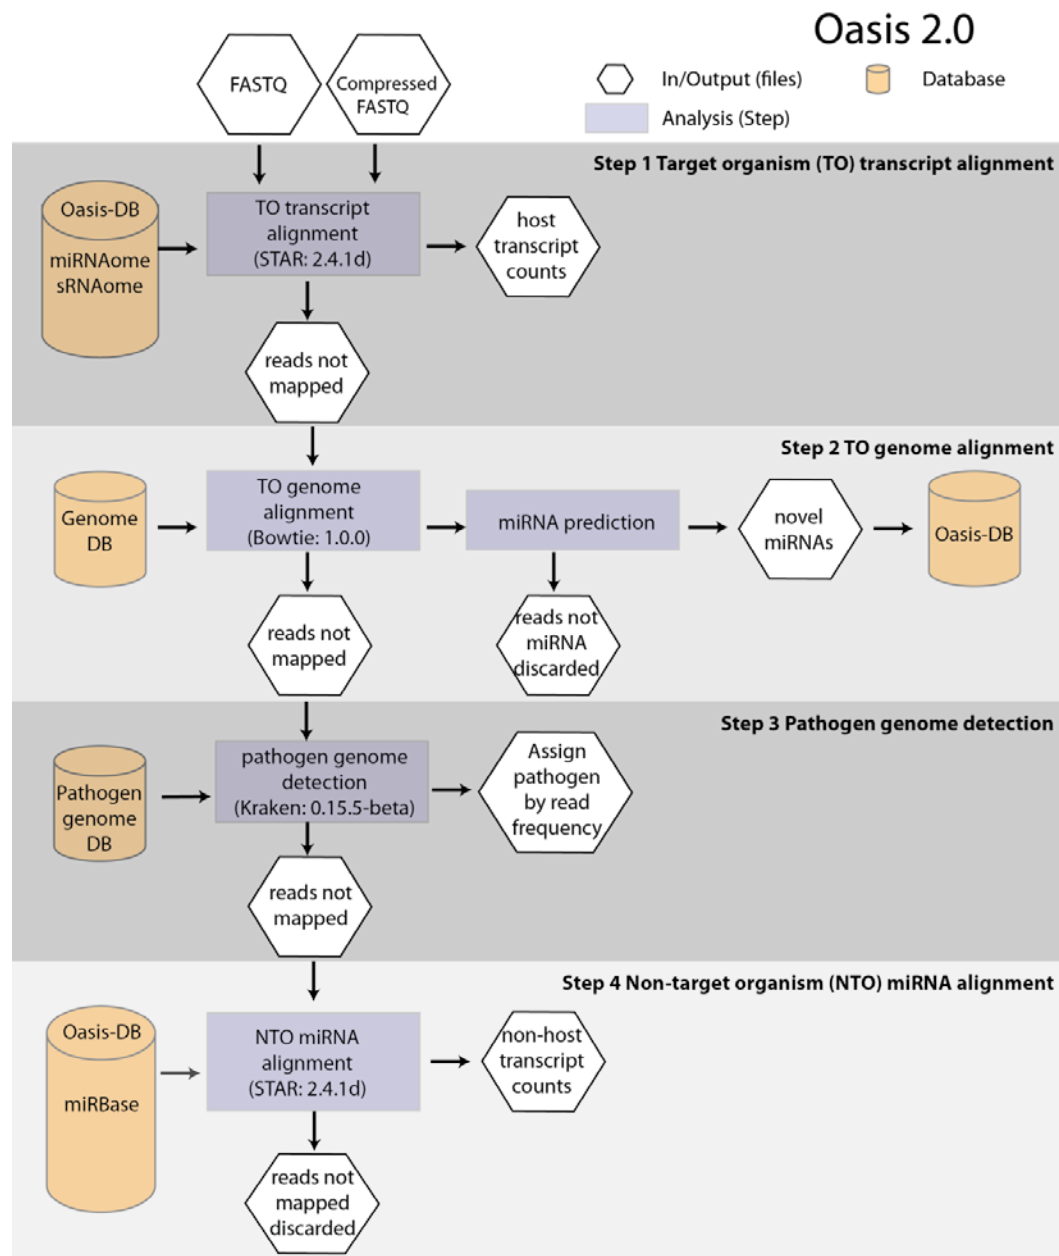 Oasis 2.0
FASTQ
Compressed
FASTQ
In/Output (files)
Database
Analysis (Step)
Step 1 Target organism (TO) transcript alignment
Oasis-DB
miRNAome
sRNAome
TO transcript
alignment
(STAR: 2.4.1d)
host
transcript
counts
reads not
mapped
Step 2 TO genome alignment
Genome
DB
TO genome
alignment
(Bowtie: 1.0.0)
miRNA prediction
novel
miRNAs
Oasis-DB
reads not
mapped
reads not
miRNA
discarded
Step 3 Pathogen genome detection
Pathogen
genome
DB
pathogen genome
detection
(Kraken: 0.15.5-beta)
Assign
pathogen
by read
frequency
reads not
mapped
Step 4 Non-target organism (NTO) miRNA alignment
Oasis-DB
miRBase
NTO miRNA
alignment
(STAR: 2.4.1d)
non-host
transcript
counts
reads not
mapped
discarded